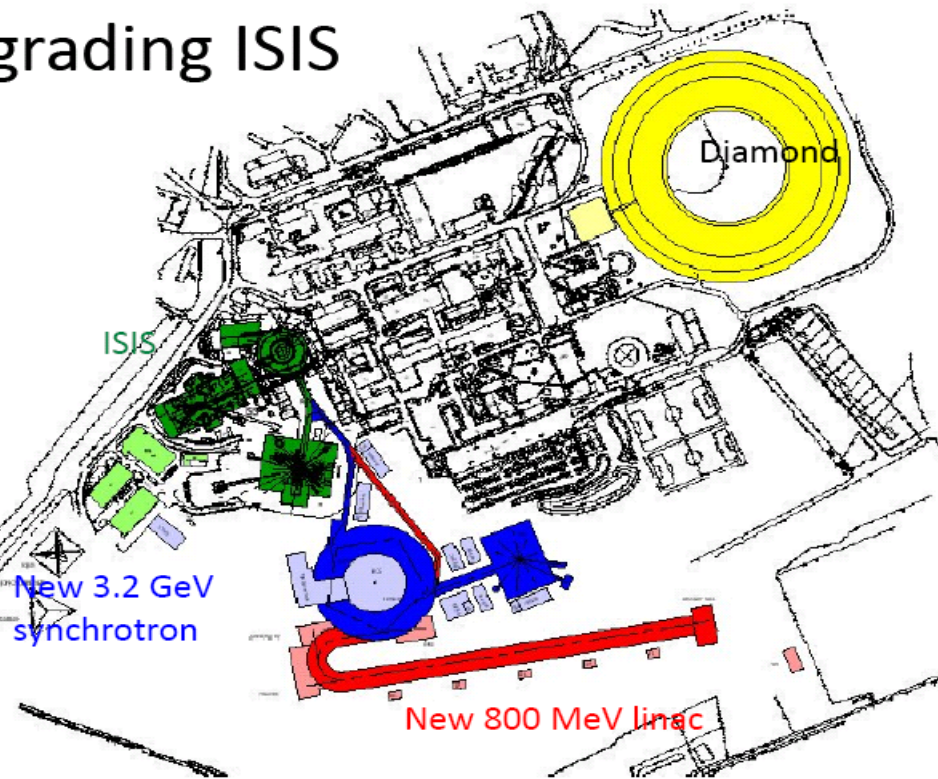 grading ISIS
Diamond
ISIS
New 3.2 GeV
synchrotron
New 800 MeV linac